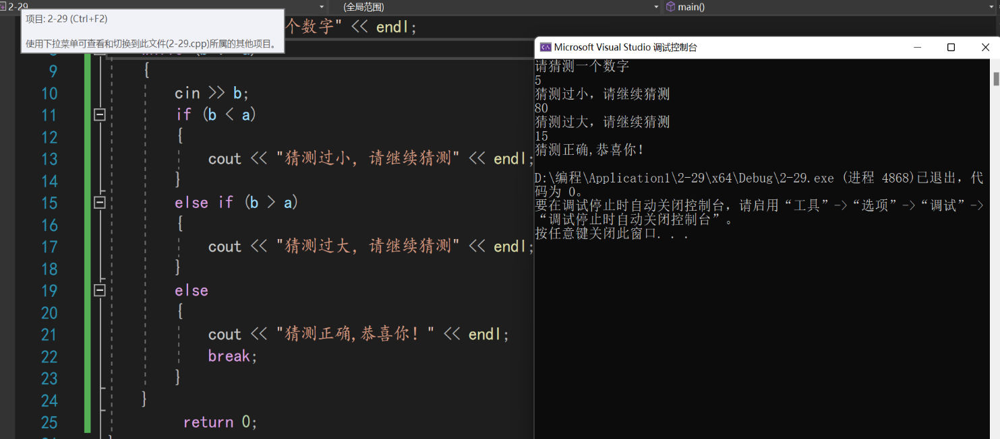 2-29
(全局范围)
main()
项目: 2-29 (Ctrl+F2)
使用下拉菜单可查看和切换到此文件(2-29.cpp)所属的其他项目。
个数字" << endl;
9 {
10 cin >> b;
11 if (b < a)
12 {
13 cout << "猜测过小，请继续猜测" << endl;
14 }
15 else if (b > a)
16 {
17 cout << "猜测过大，请继续猜测" << endl;
18 }
19 else
20 {
21 cout << "猜测正确,恭喜你！" << endl;
22 break;
23 }
24 }
25 return 0;
Microsoft Visual Studio 调试控制台
请猜测一个数字
5
猜测过小，请继续猜测
80
猜测过大，请继续猜测
15
猜测正确,恭喜你！
D:\编程\Application1\2-29\x64\Debug\2-29.exe (进程 4868)已退出，代
码为 0。
要在调试停止时自动关闭控制台，请启用“工具”->“选项”->“调试”->
“调试停止时自动关闭控制台”。
按任意键关闭此窗口. . .